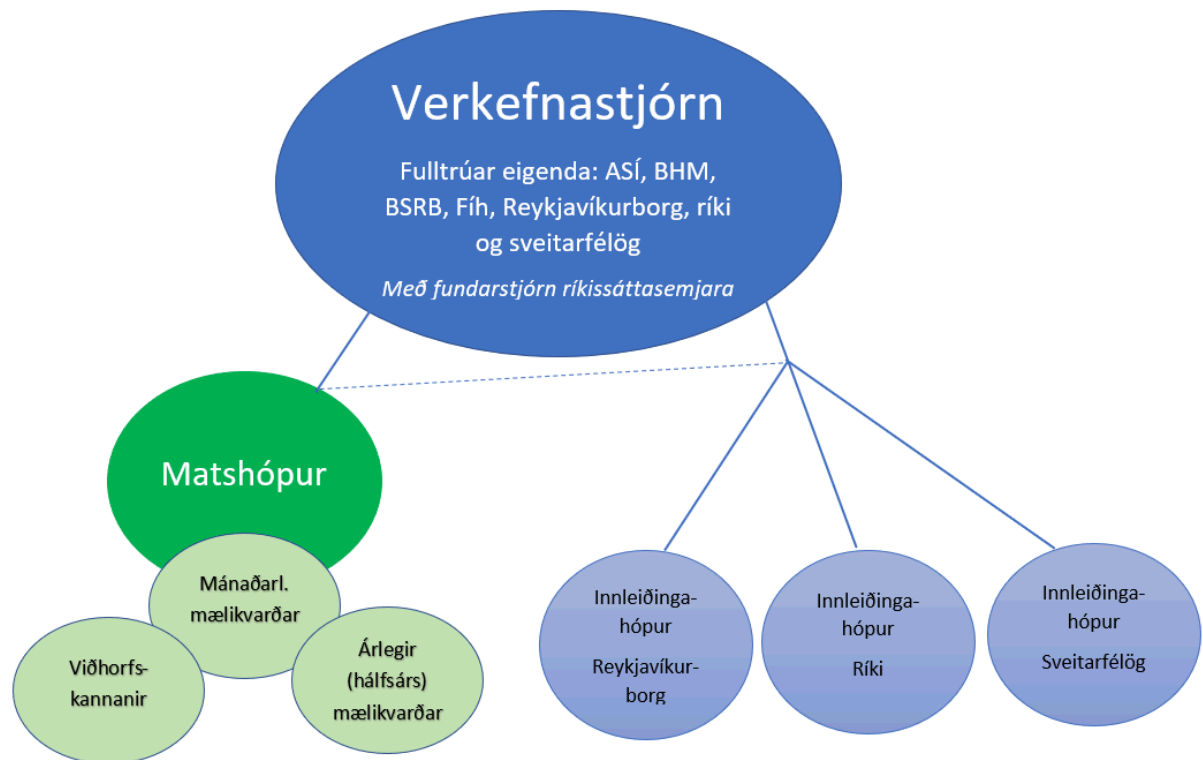 Verkefnastjórn
Fulltrúar eigenda: ASÍ, BHM,
BSRB, Fíh, Reykjavíkurborg, ríki
og sveitarfélög
Með fundarstjórn ríkissáttasemjara
Matshópur
Mánaðarl.
mælikvarðar
Viðhorfs-
kannanir
Árlegir
(hálfsárs)
mælikvarðar
Innleiðinga-
hópur
Reykjavíkur-
borg
Innleiðinga-
hópur
Ríki
Innleiðinga-
hópur
Sveitarfélög